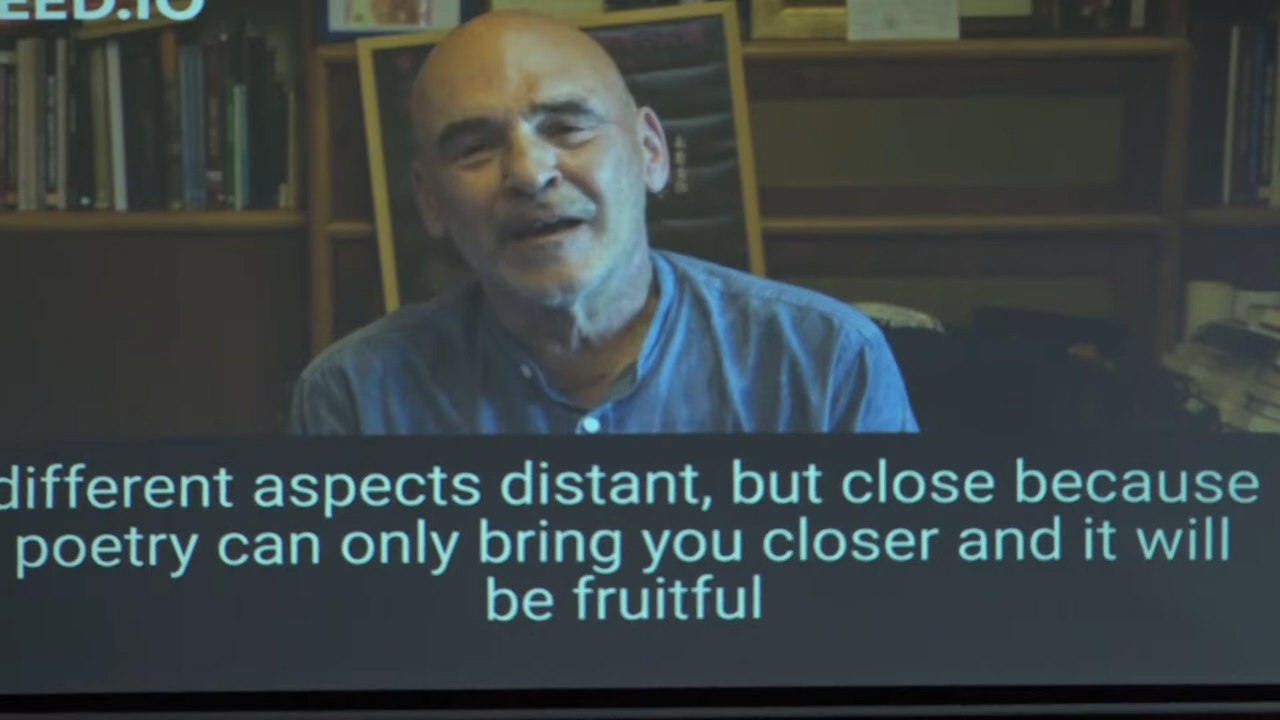 EED.IO
different aspects distant, but close because
poetry can only bring you closer and it will
be fruitful